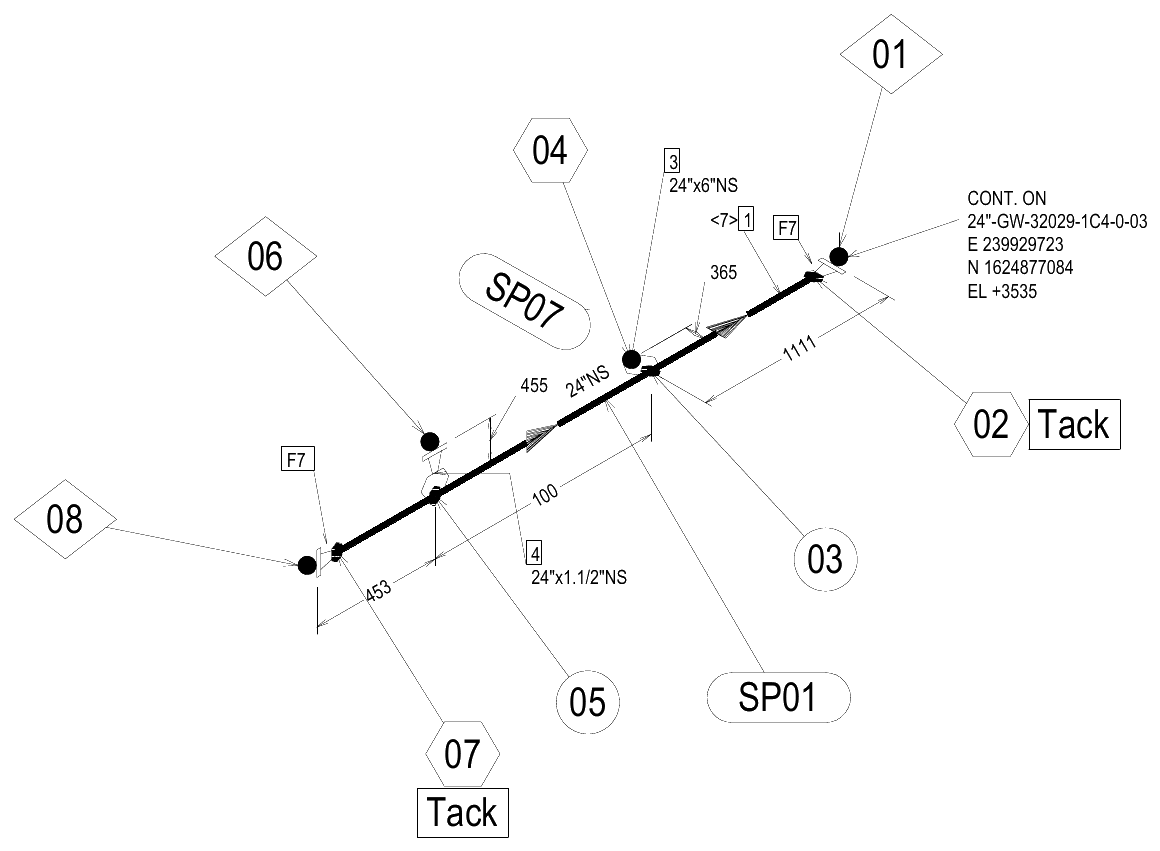 01
04
3
24"x6"NS
<7>
1
F7
CONT. ON
24"-GW-32029-1C4-0-03
E 239929723
N 1624877084
EL +3535
06
SP07
365
1111
455
24"NS
02
Tack
F7
100
08
4
24"x1.1/2"NS
03
453
05
SP01
07
Tack